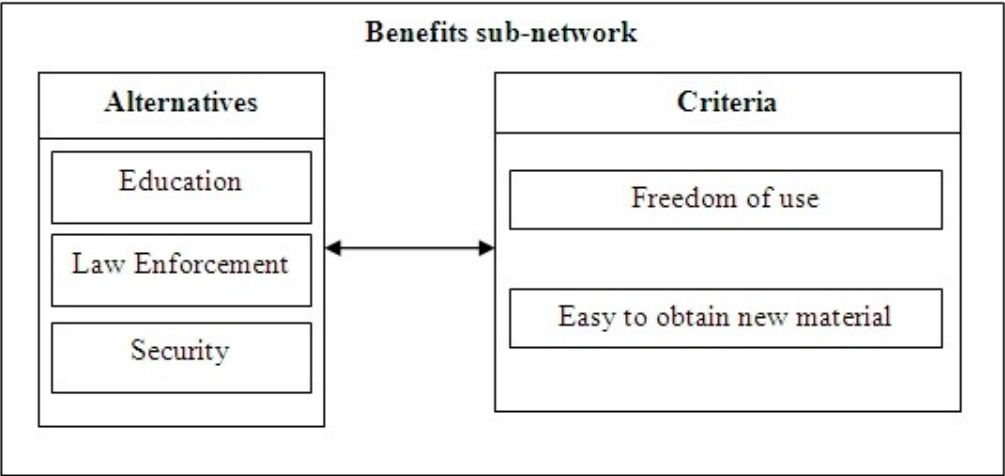 Benefits sub-network
Alternatives
Education
Law Enforcement
Security
Criteria
Freedom of use
Easy to obtain new material